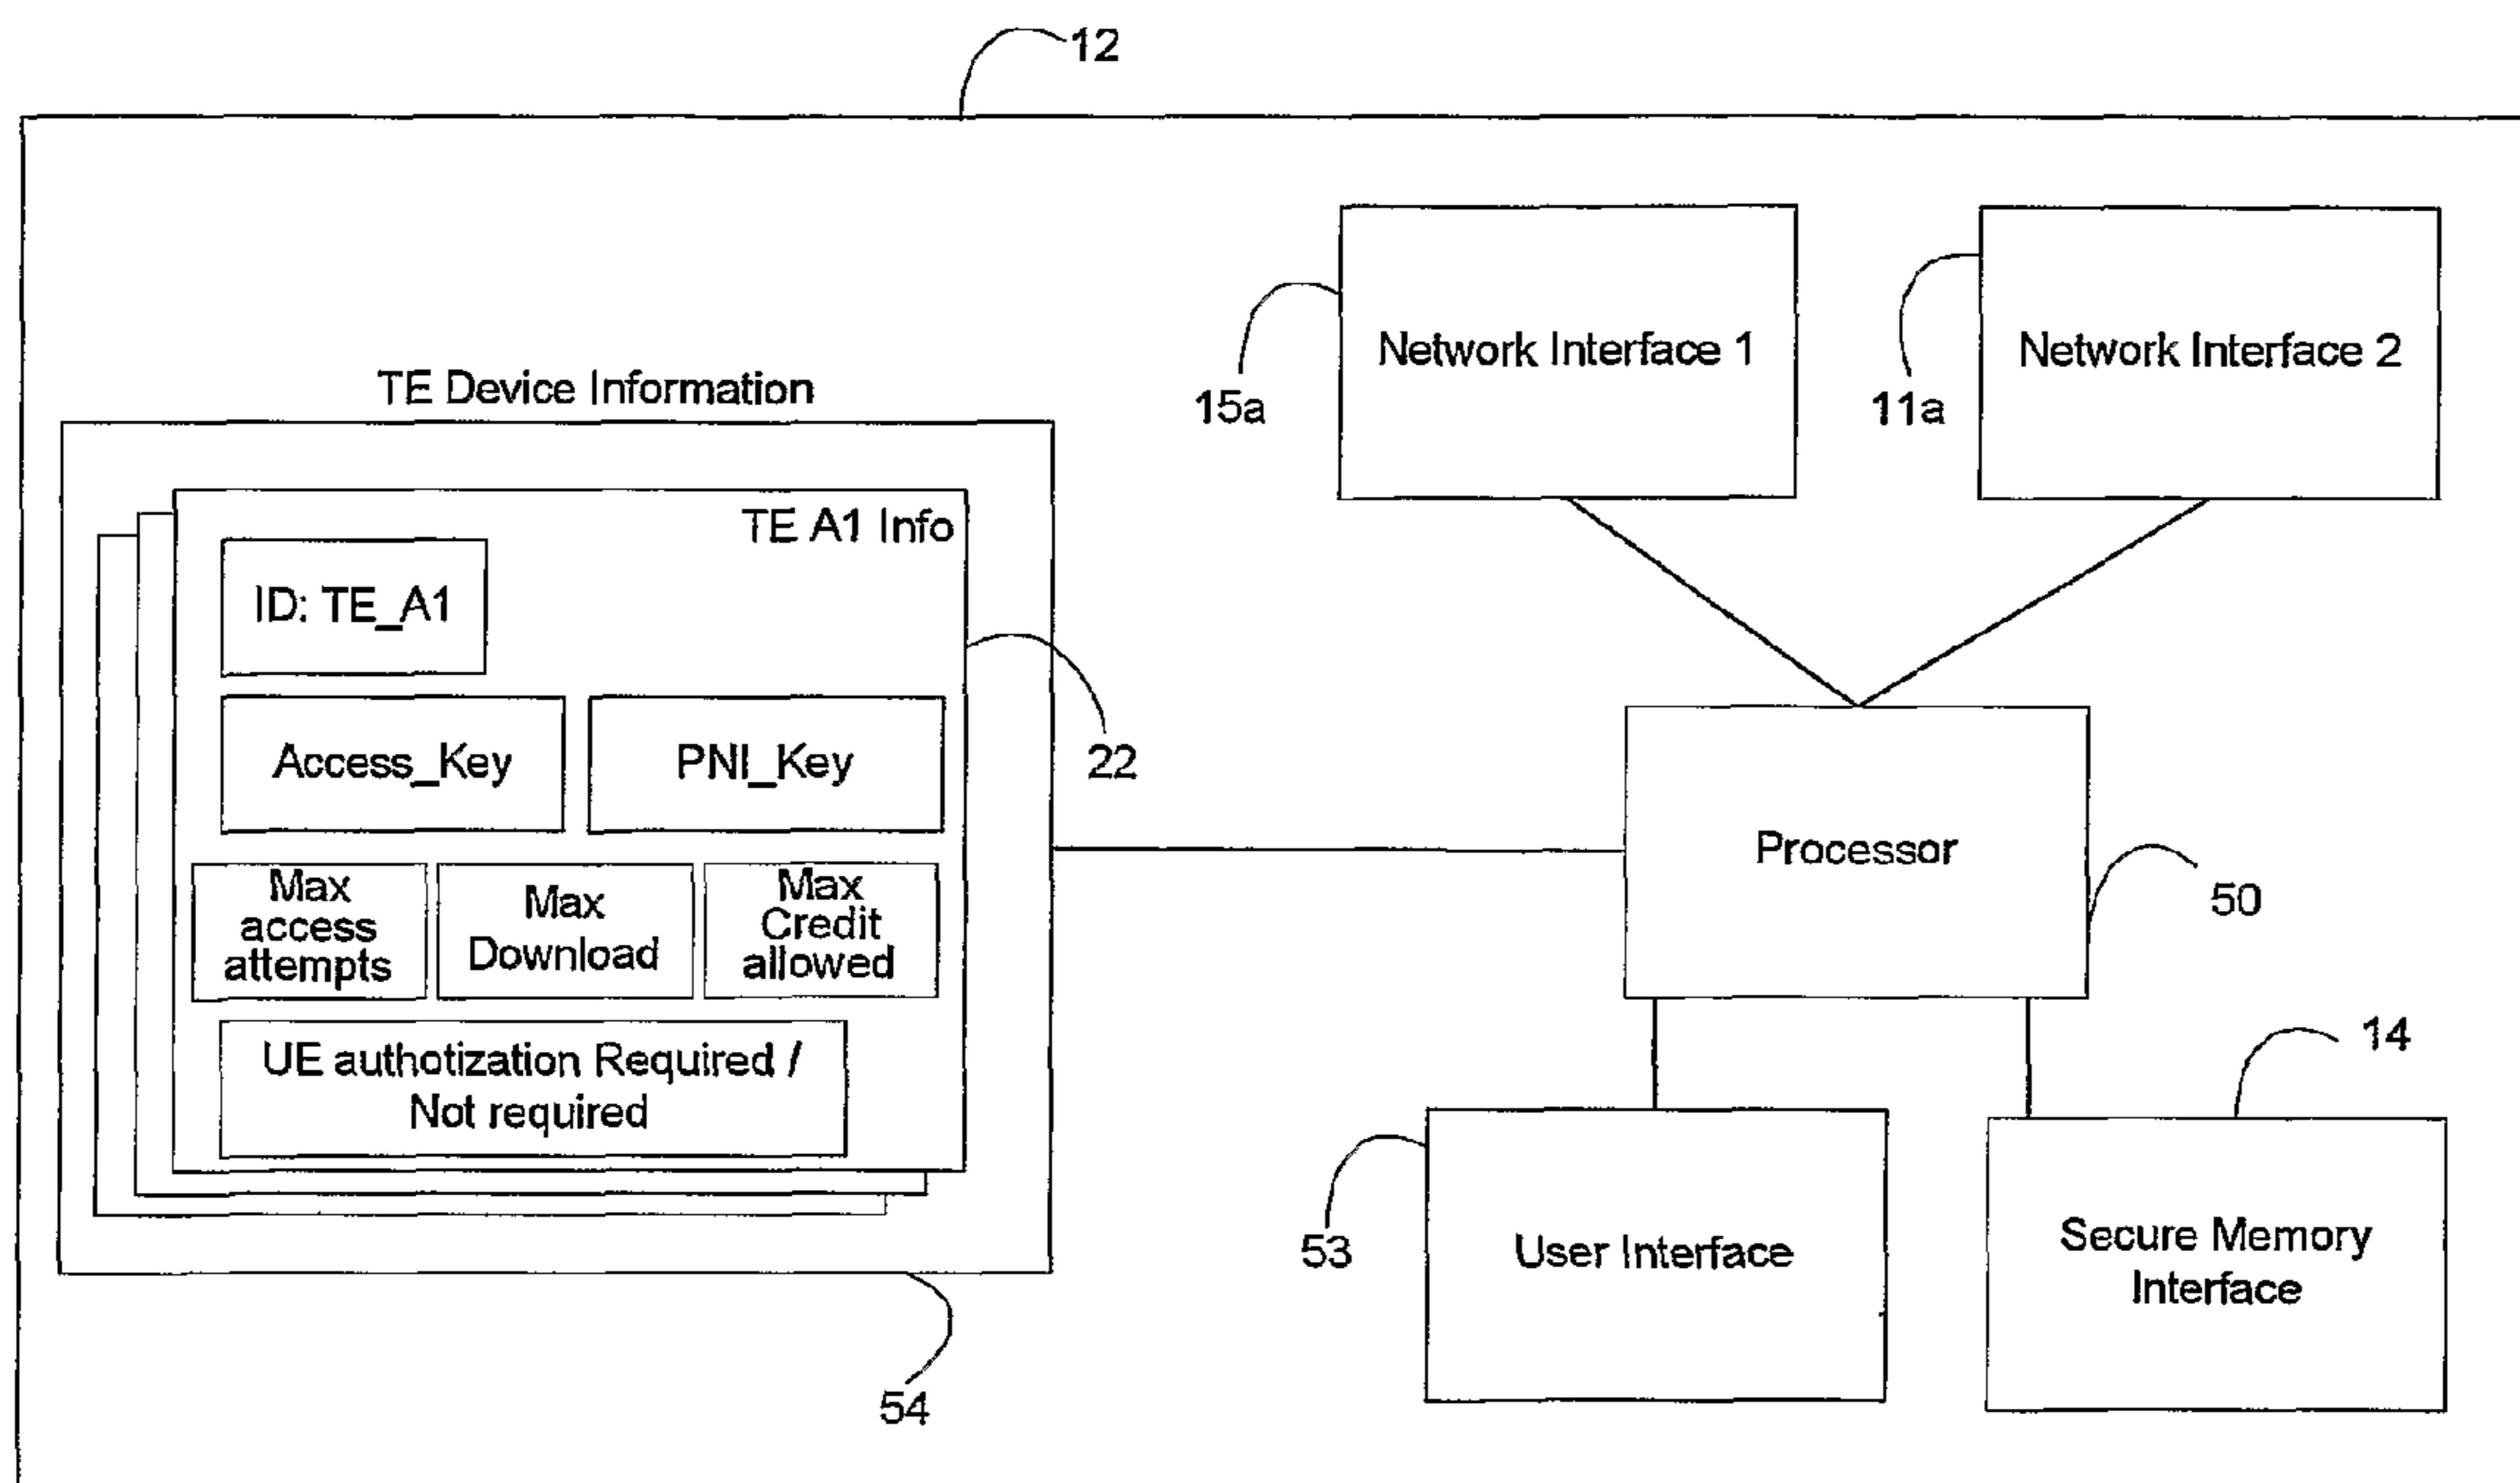 12
Network Interface 1
Network Interface 2
15a
11a
TE Device Information
TE A1 Info
ID: TE_A1
Access_Key
PNI_Key
22
Max
access
attempts
Max
Download
Max
Credit
allowed
UE authotization Required /
Not required
Processor
50
14
53
User Interface
Secure Memory
Interface
54